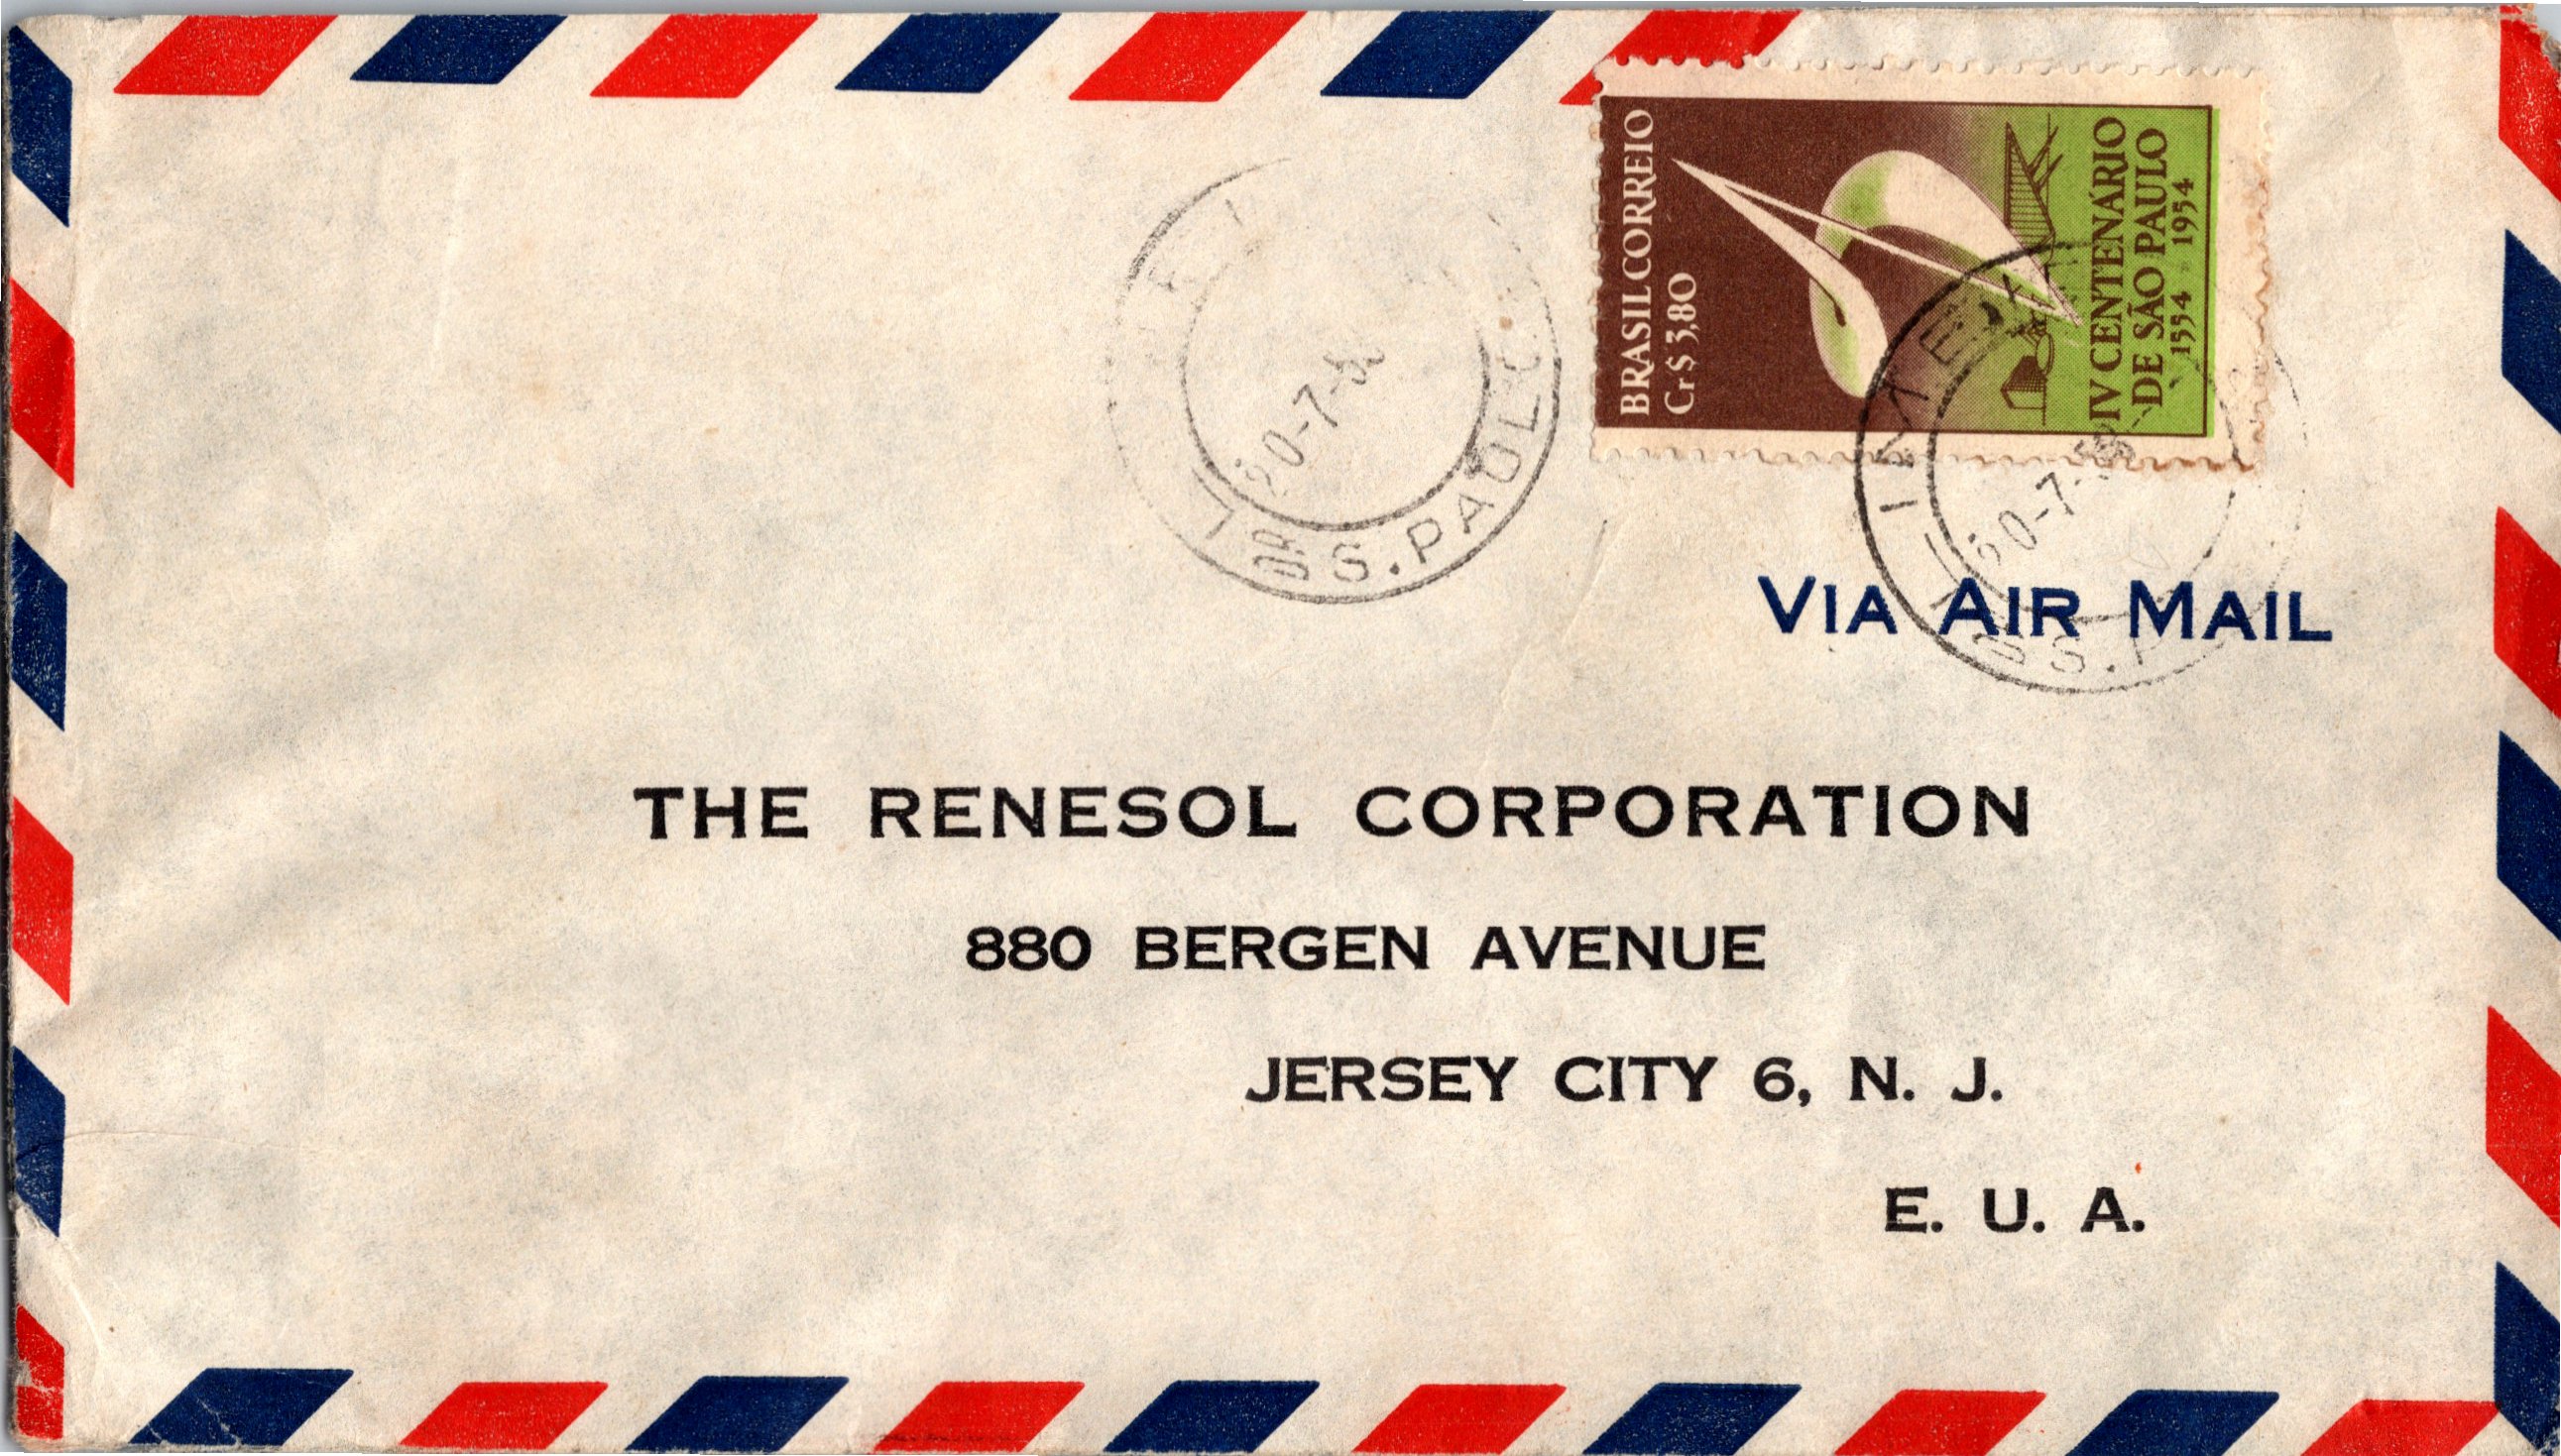 BRASIL CORREIO
Cr$ 3,80
IV CENTENÁRIO
DE SÃO PAULO
1554 1954
S. PAULO
VIA AIR MAIL
THE RENESOL CORPORATION
880 BERGEN AVENUE
JERSEY CITY 6, N. J.
E. U. A.